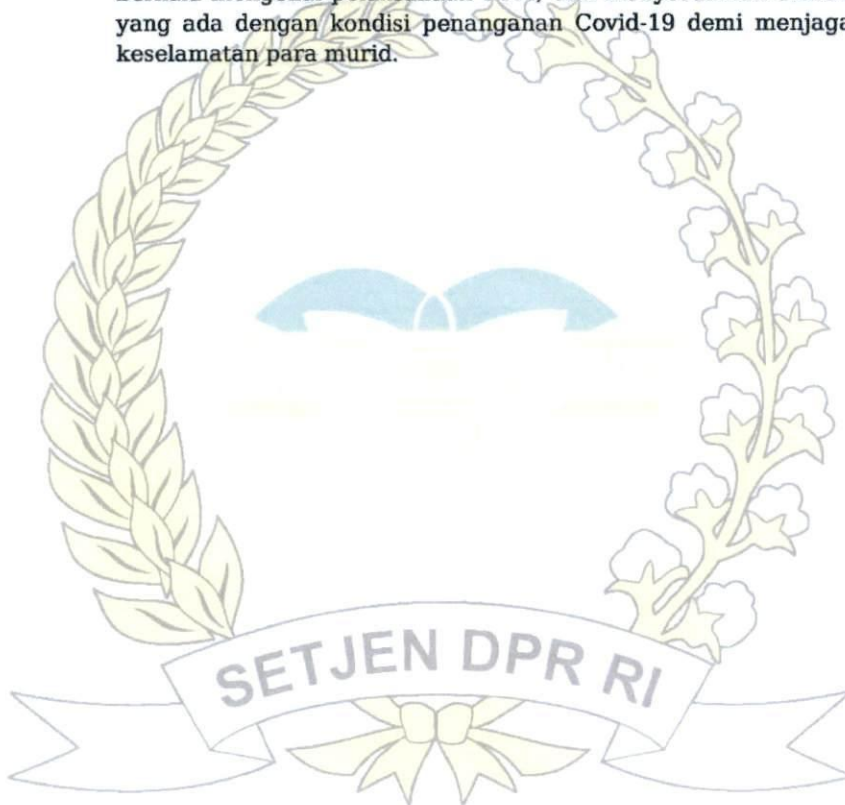 yang ada dengan kondisi penanganan Covid-19 demi menjaga
keselamatan para murid.
SETJEN DPR RI